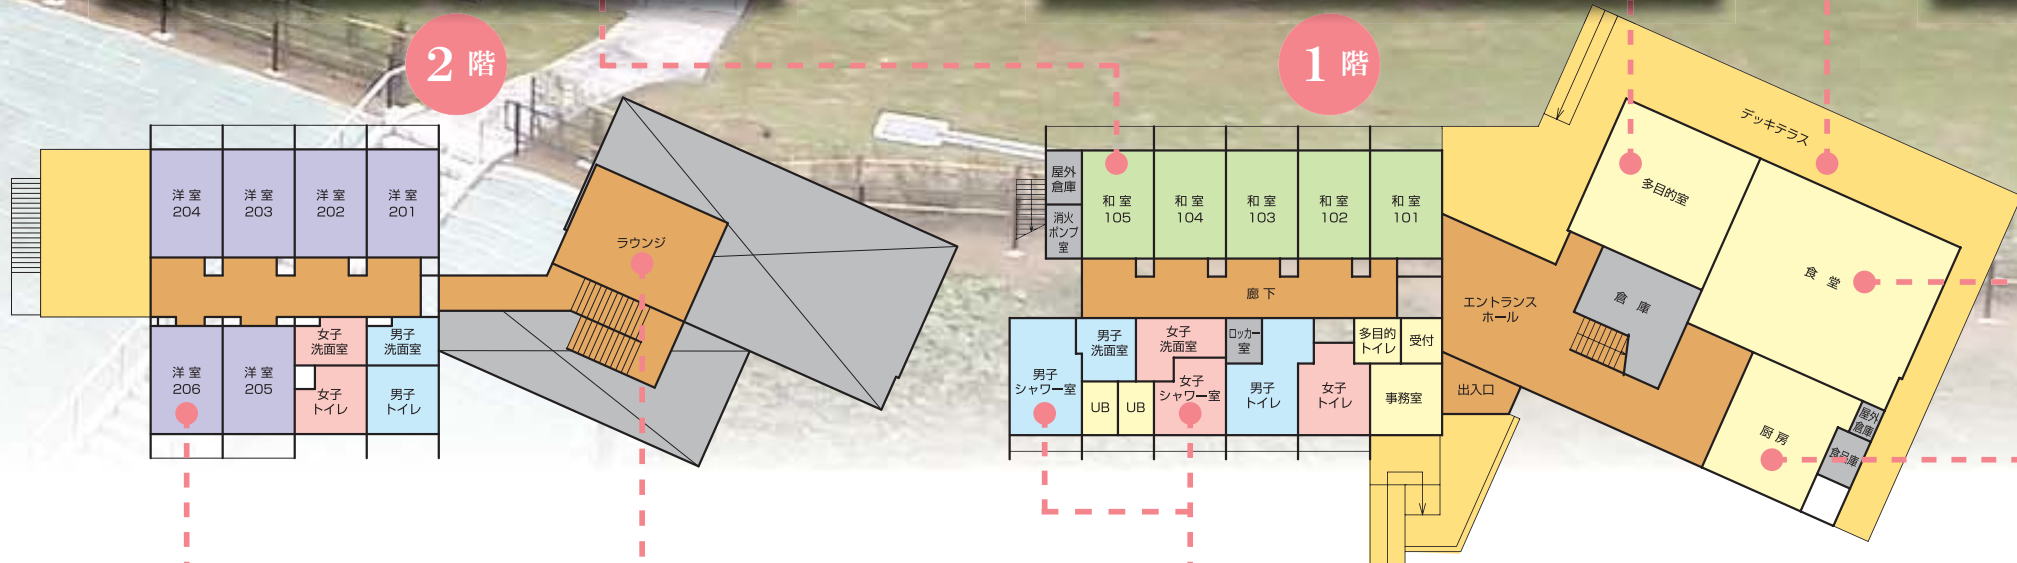 2 階
洋 室
204
洋 室
203
洋 室
202
洋 室
201
洋 室
206
洋 室
205
女子
洗面室
男子
洗面室
女子
トイレ
男子
トイレ
ラウンジ
1 階
屋外
倉庫
消火
ポンプ
室
和 室
105
和 室
104
和 室
103
和 室
102
和 室
101
廊 下
男子
シャワー室
男子
洗面室
女子
洗面室
UB
UB
女子
シャワー室
ロッカー
室
男子
トイレ
女子
トイレ
多目的
トイレ
受付
事務室
エントランス
ホール
出入口
デッキテラス
多目的室
食 堂
倉 庫
厨 房
屋外
倉庫
食品庫